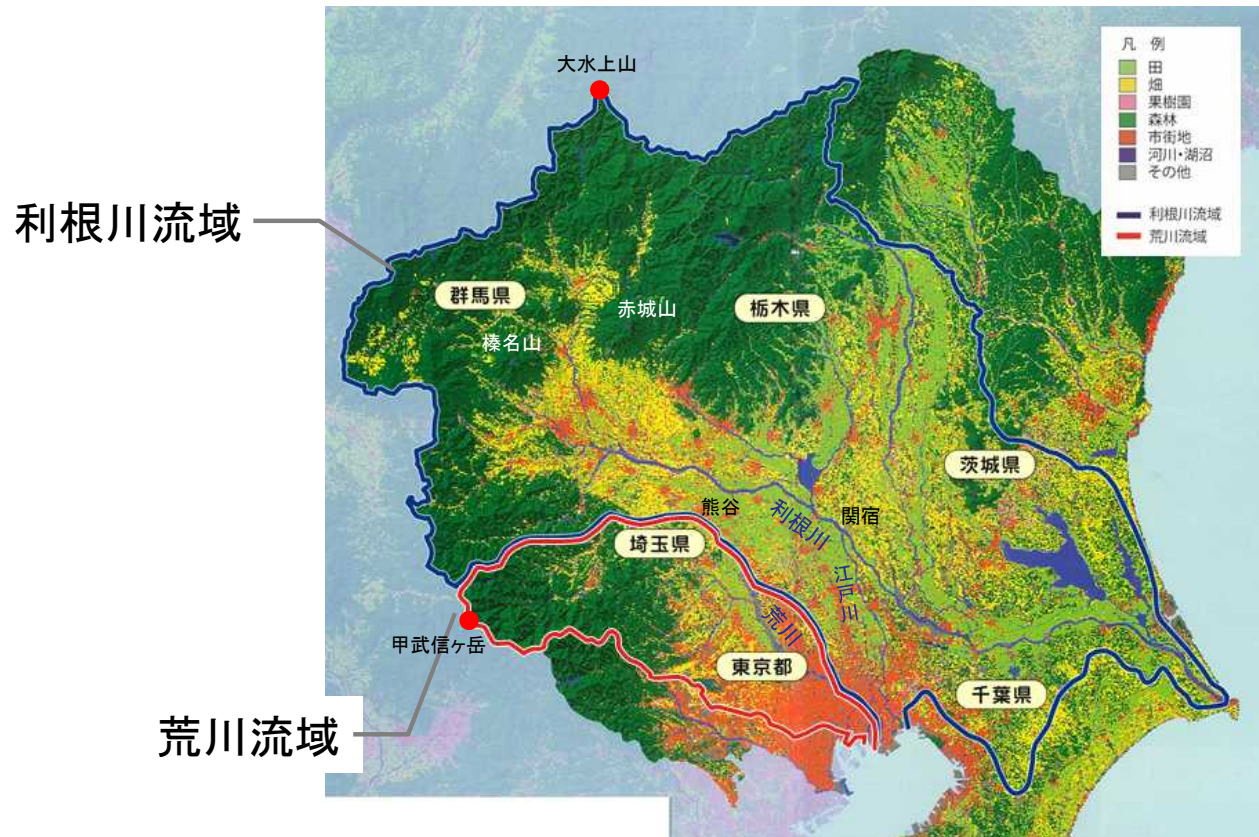 大水上山
凡 例
田
畑
果樹園
森林
市街地
河川・湖沼
その他
利根川流域
荒川流域
利根川流域
群馬県
赤城山
栃木県
榛名山
茨城県
熊谷
利根川
関宿
埼玉県
江戸川
荒川
甲武信ヶ岳
東京都
千葉県
荒川流域